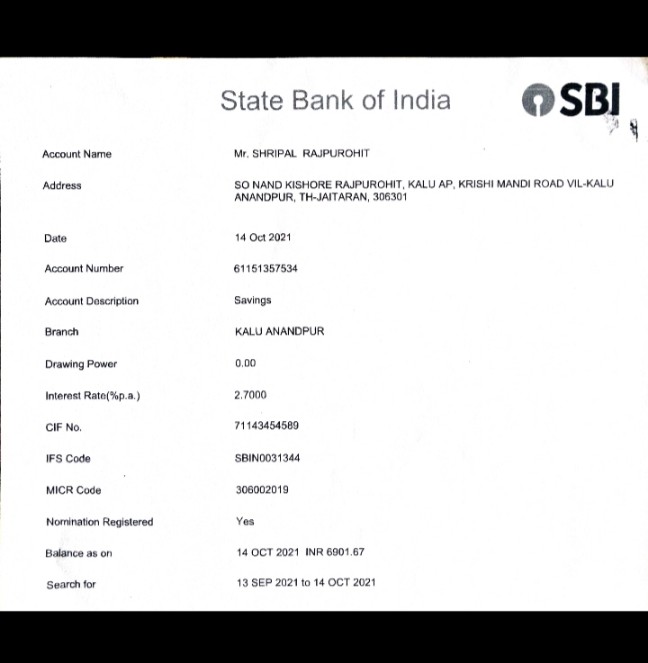 State Bank of India
SBI
Account Name Mr. SHRIPAL RAJPUROHIT
Address SO NAND KISHORE RAJPUROHIT, KALU AP, KRISHI MANDI ROAD VIL-KALU
ANANDPUR, TH-JAITARAN, 306301
Date 14 Oct 2021
Account Number 61151357534
Account Description Savings
Branch KALU ANANDPUR
Drawing Power 0.00
Interest Rate(%p.a.) 2.7000
CIF No. 71143454589
IFS Code SBIN0031344
MICR Code 306002019
Nomination Registered Yes
Balance as on 14 OCT 2021 INR 6901.67
Search for 13 SEP 2021 to 14 OCT 2021